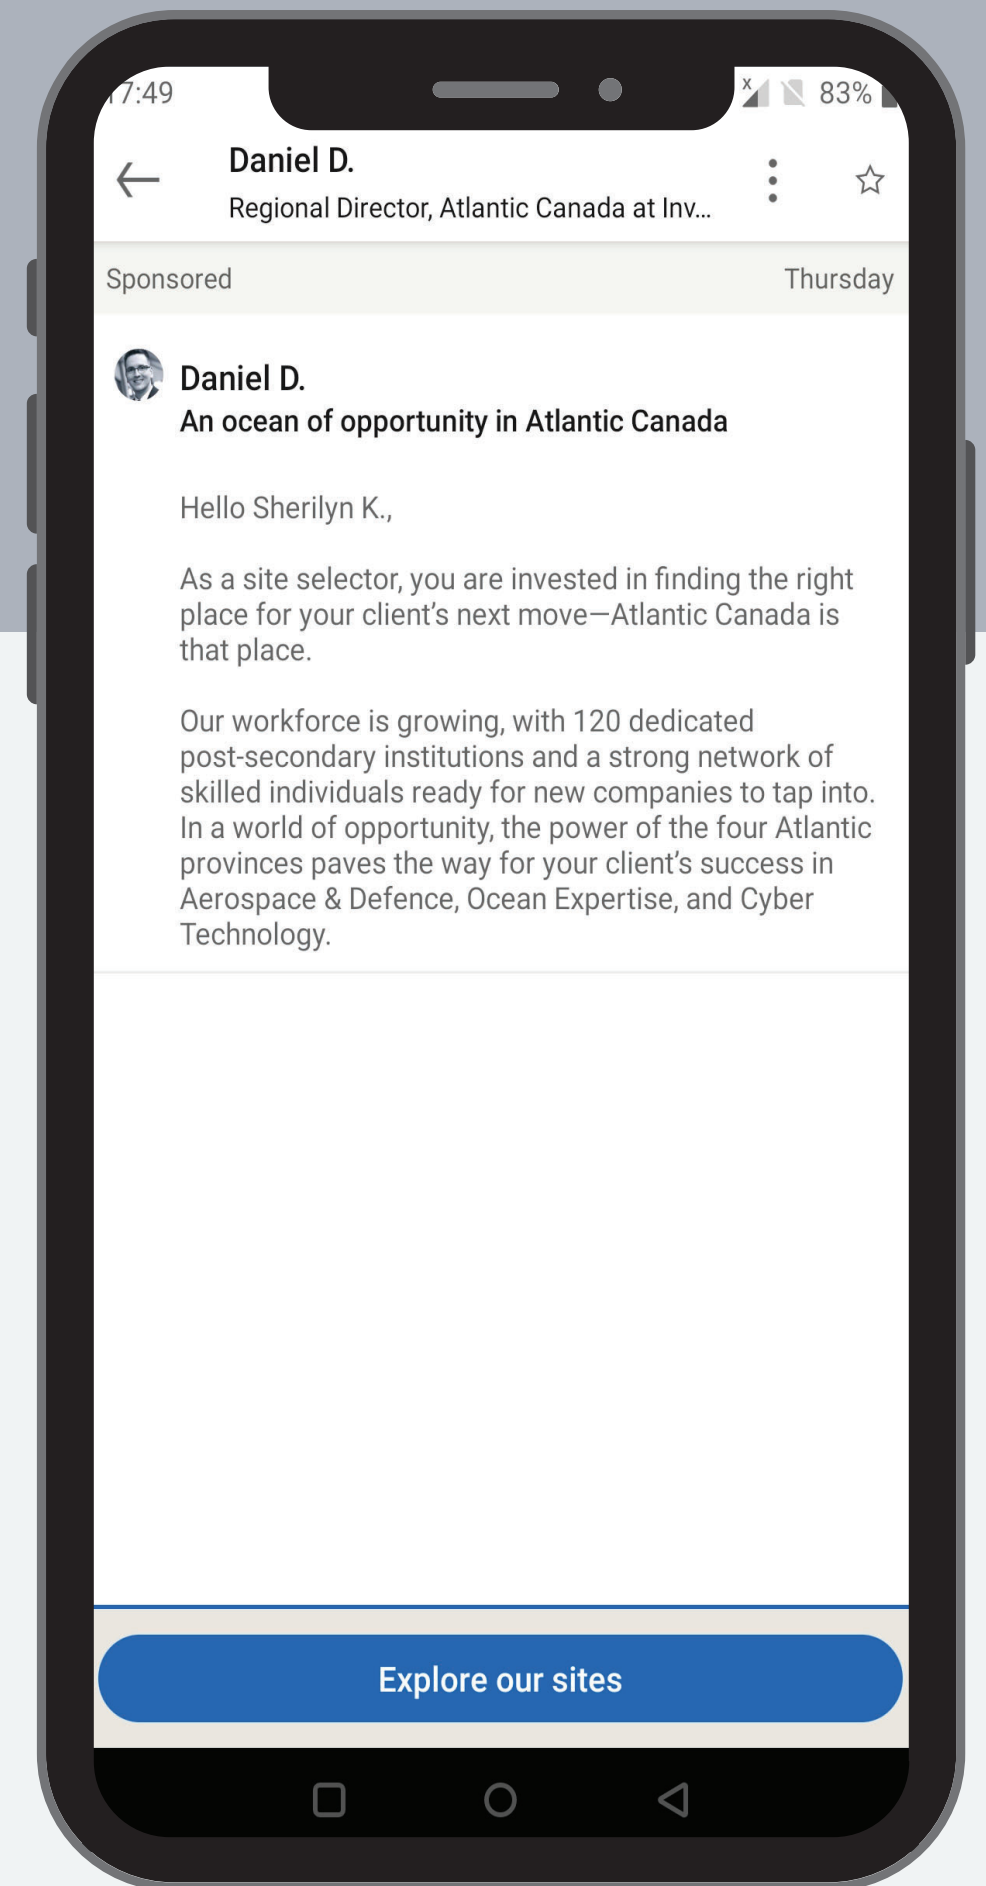 17:49
x
83%
Daniel D.
Regional Director, Atlantic Canada at Inv...
Sponsored
Thursday
Daniel D.
An ocean of opportunity in Atlantic Canada
Hello Sherilyn K.,
As a site selector, you are invested in finding the right
place for your client’s next move—Atlantic Canada is
that place.
Our workforce is growing, with 120 dedicated
post-secondary institutions and a strong network of
skilled individuals ready for new companies to tap into.
In a world of opportunity, the power of the four Atlantic
provinces paves the way for your client’s success in
Aerospace & Defence, Ocean Expertise, and Cyber
Technology.
Explore our sites